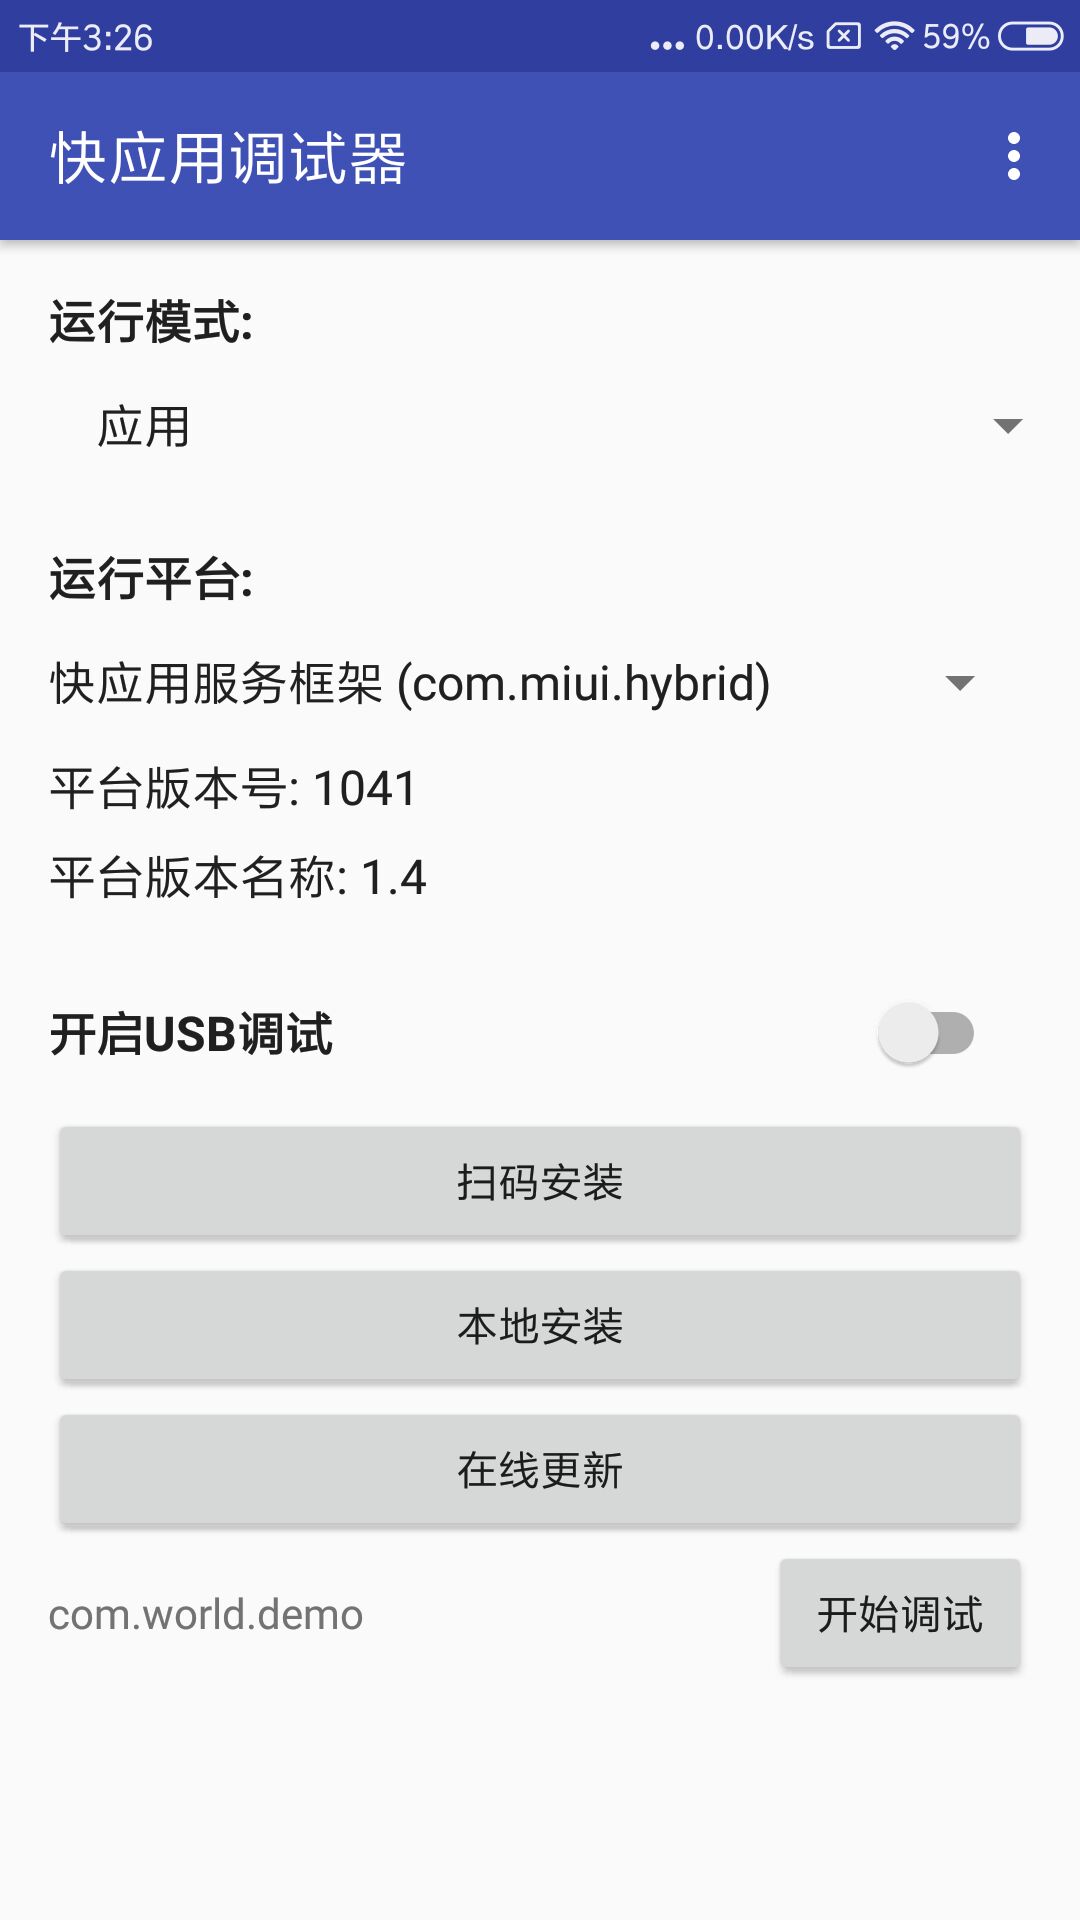 下午3:26 ... 0.00K/s 59%
快应用调试器
运行模式:
应用
运行平台:
快应用服务框架 (com.miui.hybrid)
平台版本号: 1041
平台版本名称: 1.4
开启USB调试
扫码安装
本地安装
在线更新
com.world.demo 开始调试